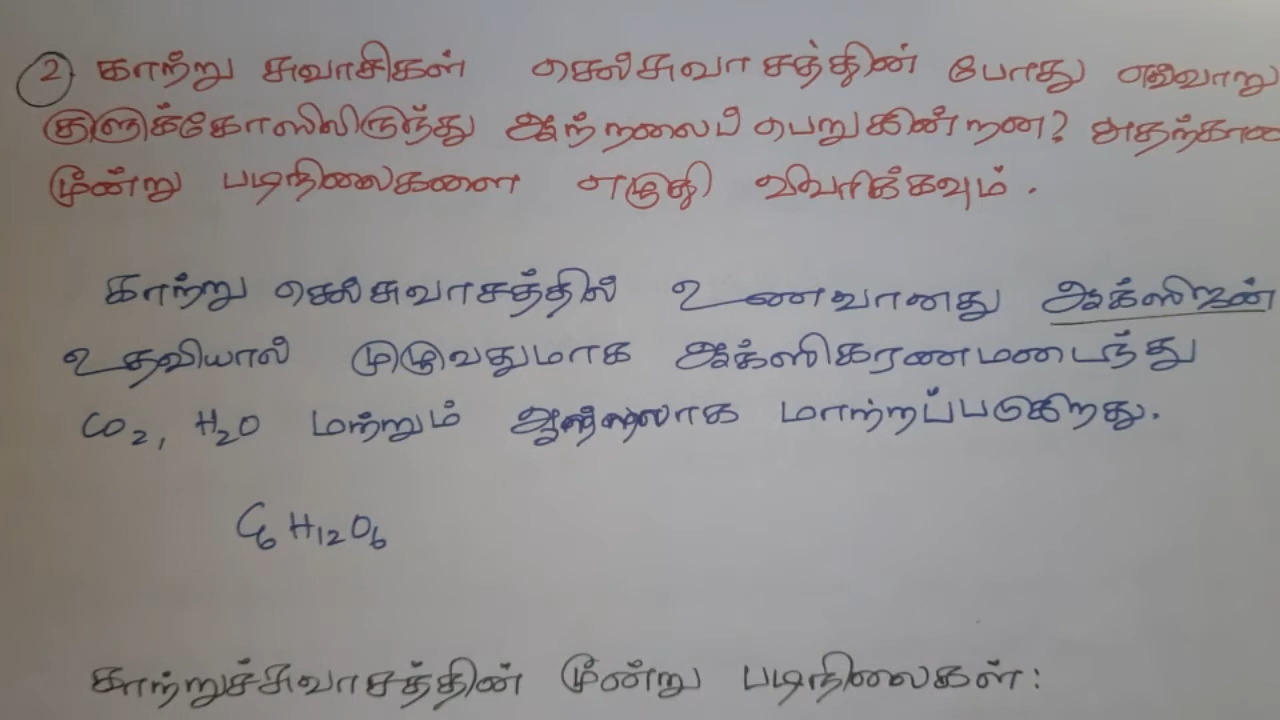 2 காற்று சுவாசிகள் செல்சுவாசத்தின் போது எவ்வாறு
குளுக்கோஸிலிருந்து ஆற்றலைப் பெறுகின்றன? அதற்கான
மூன்று படிநிலைகளை எழுதி விவரிக்கவும்.
காற்று செல்சுவாசத்தில் உணவானது ஆக்ஸிஜன்
உதவியால் முழுவதுமாக ஆக்ஸிகரணமடைந்து
CO₂, H₂O மற்றும் ஆற்றலாக மாற்றப்படுகிறது.
C₆H₁₂O₆
காற்றுச்சுவாசத்தின் மூன்று படிநிலைகள்: